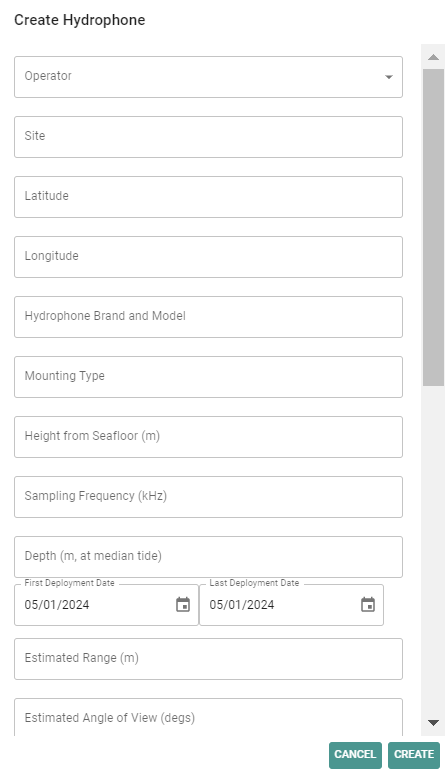 Create Hydrophone
Operator
Site
Latitude
Longitude
Hydrophone Brand and Model
Mounting Type
Height from Seafloor (m)
Sampling Frequency (kHz)
Depth (m, at median tide)
First Deployment Date Last Deployment Date
05/01/2024 05/01/2024
Estimated Range (m)
Estimated Angle of View (degs)
CANCEL CREATE